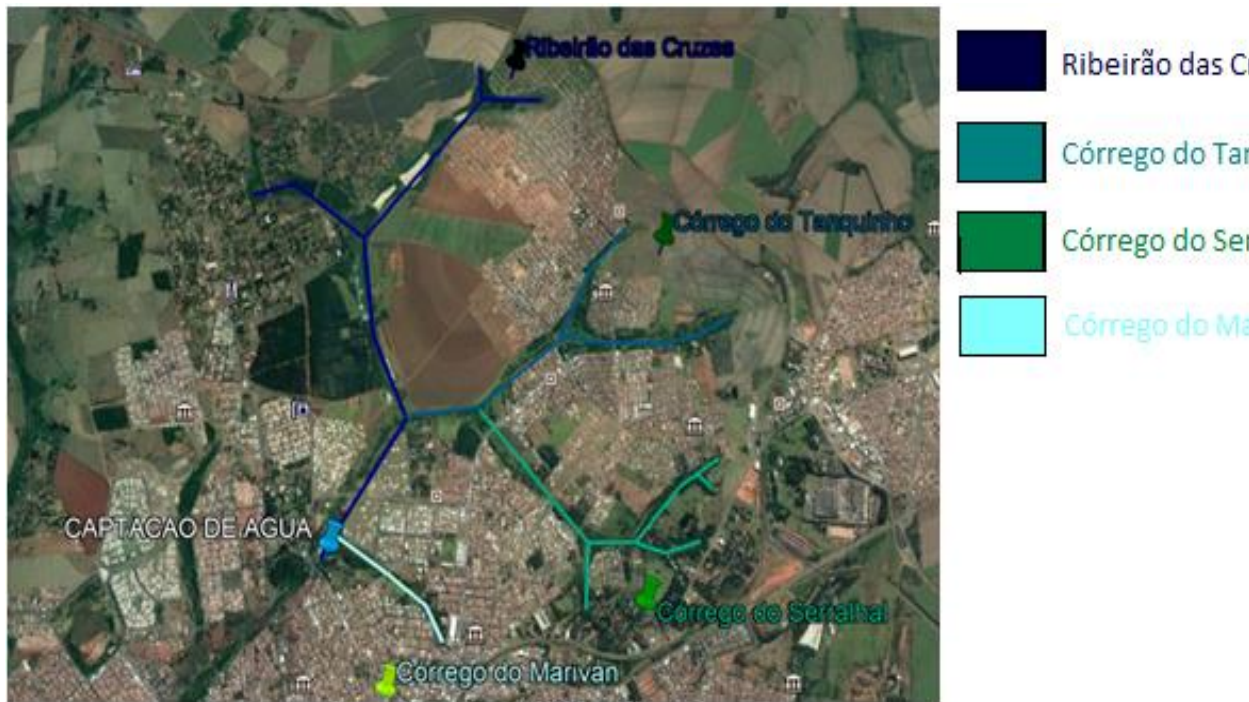 Ribeirão das Cruzes
Córrego do Tanquinho
CAPTACAO DE AGUA
Córrego do Serralhal
Córrego do Marivan
Ribeirão das Cr
Córrego do Tan
Córrego do Ser
Córrego do Ma